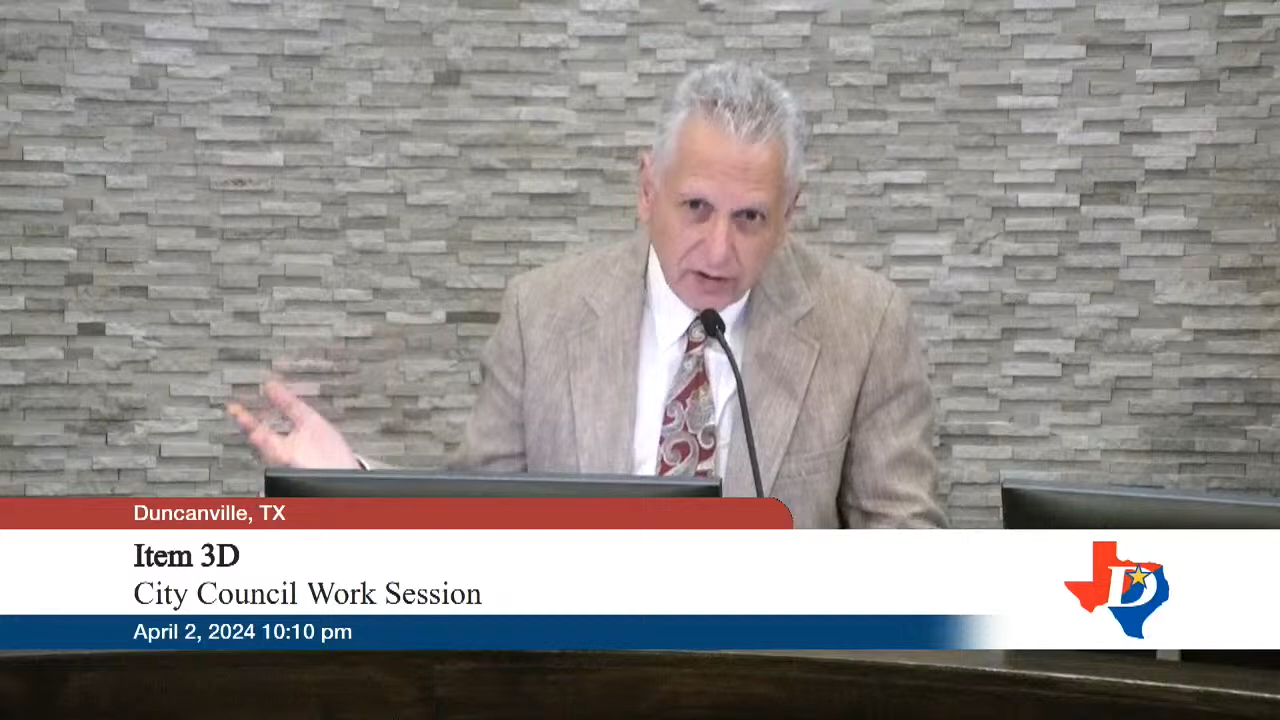 Duncanville, TX
Item 3D
City Council Work Session
D
April 2, 2024 10:10 pm